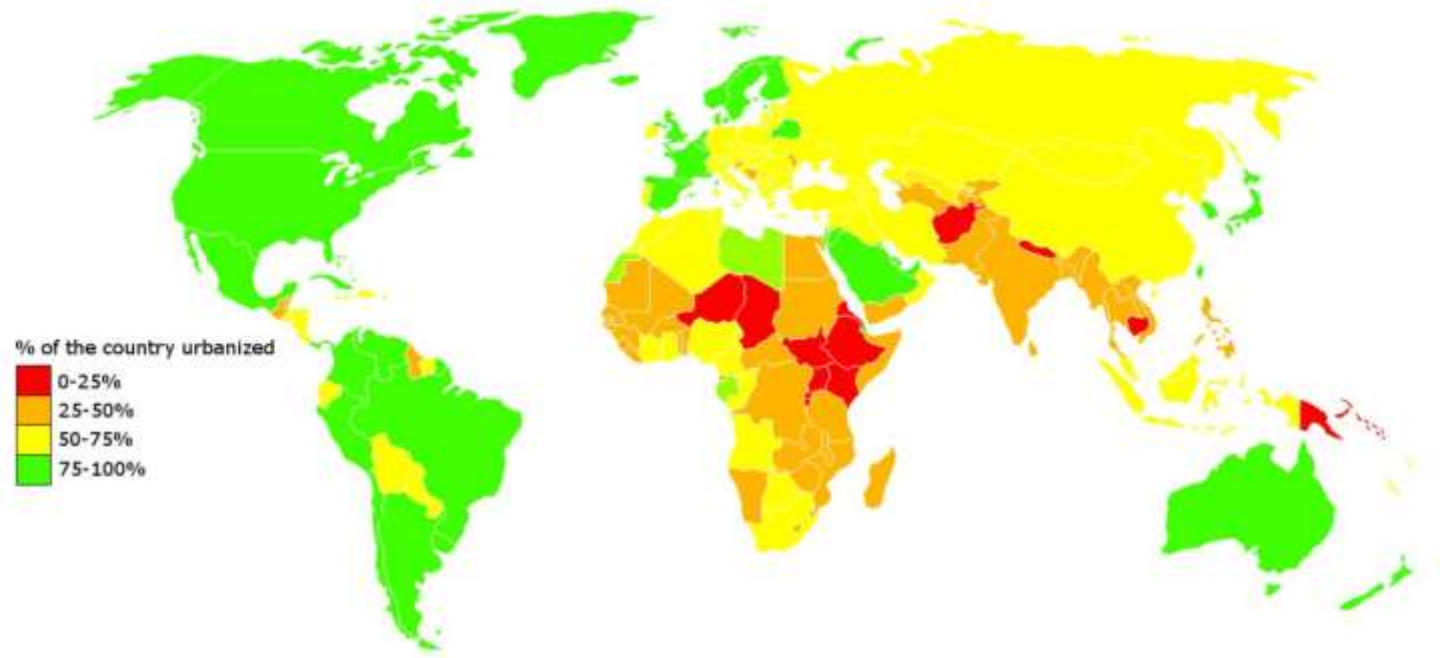 % of the country urbanized
0-25%
25-50%
50-75%
75-100%